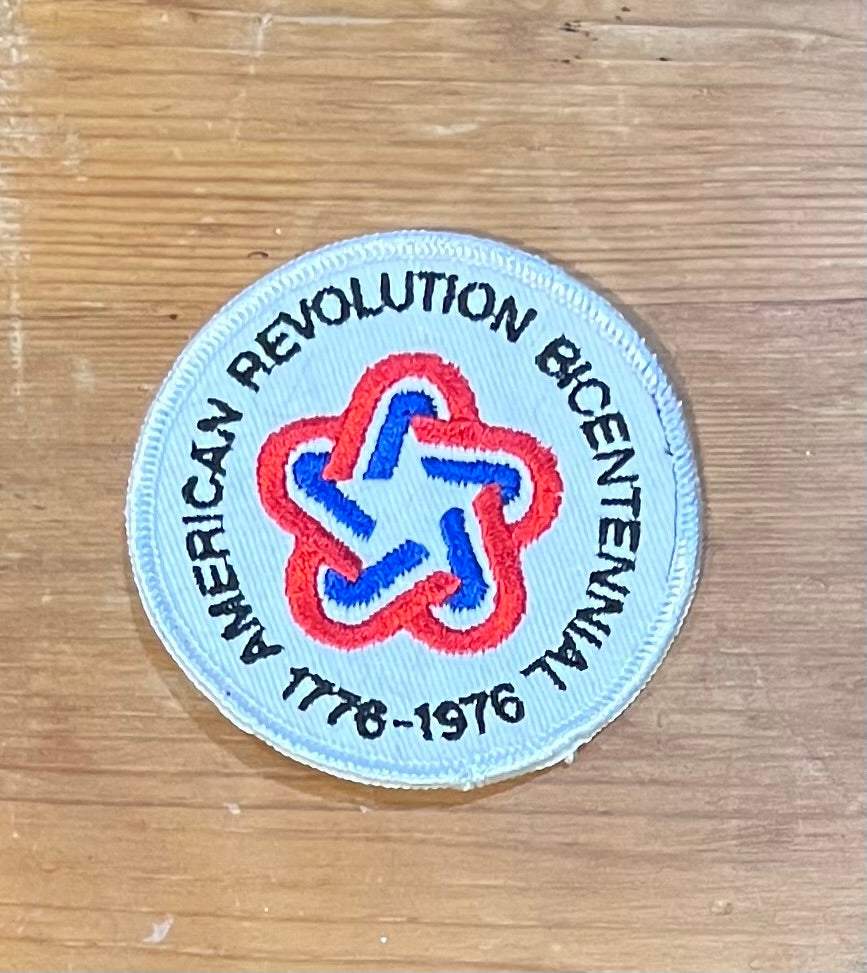 AMERICAN REVOLUTION BICENTENNIAL
1776-1976